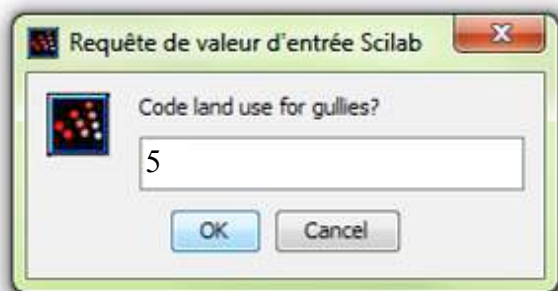 Requête de valeur d'entrée Scilab
Code land use for gullies?
5
OK Cancel